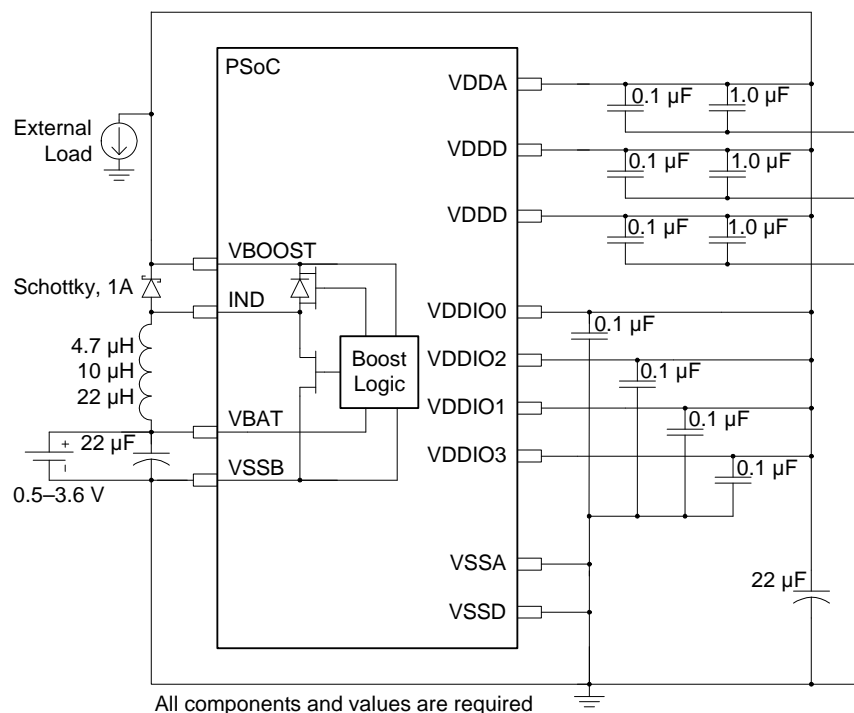 PSoC
VDDA
0.1 µF
1.0 µF
External
Load
VDDD
0.1 µF
1.0 µF
VDDD
0.1 µF
1.0 µF
VBOOST
Schottky, 1A
IND
VDDIO0
0.1 µF
4.7 µH
10 µH
22 µH
Boost
Logic
VDDIO2
0.1 µF
VDDIO1
0.1 µF
VBAT
22 µF
+
-
VDDIO3
0.1 µF
VSSB
0.5–3.6 V
VSSA
22 µF
VSSD
All components and values are required